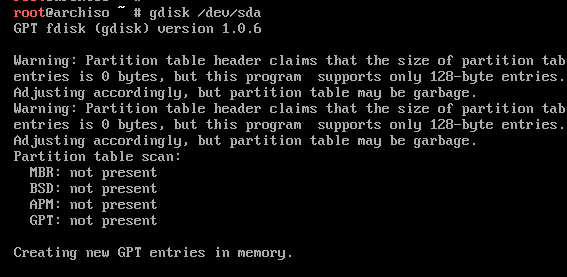 root@archiso ~ # gdisk /dev/sda
GPT fdisk (gdisk) version 1.0.6
Warning: Partition table header claims that the size of partition tab
entries is 0 bytes, but this program  supports only 128-byte entries.
Adjusting accordingly, but partition table may be garbage.
Warning: Partition table header claims that the size of partition tab
entries is 0 bytes, but this program  supports only 128-byte entries.
Adjusting accordingly, but partition table may be garbage.
Partition table scan:
  MBR: not present
  BSD: not present
  APM: not present
  GPT: not present
Creating new GPT entries in memory.